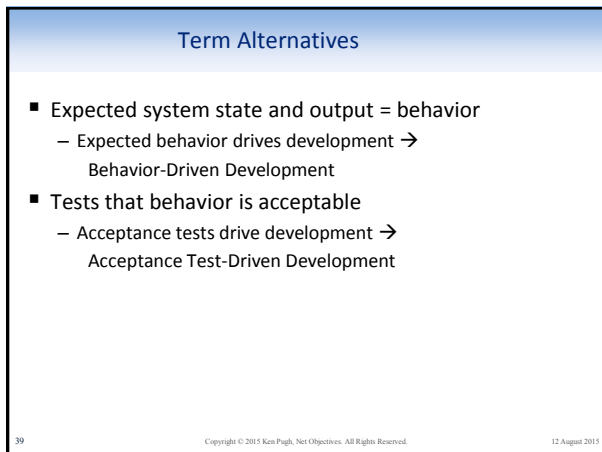 Term Alternatives
▪ Expected system state and output = behavior
– Expected behavior drives development →
Behavior-Driven Development
▪ Tests that behavior is acceptable
– Acceptance tests drive development →
Acceptance Test-Driven Development
39
Copyright © 2015 Ken Pugh, Net Objectives. All Rights Reserved.
12 August 2015